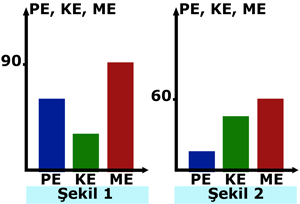 PE, KE, ME
90.
PE KE ME
Şekil 1
PE, KE, ME
60.
PE KE ME
Şekil 2